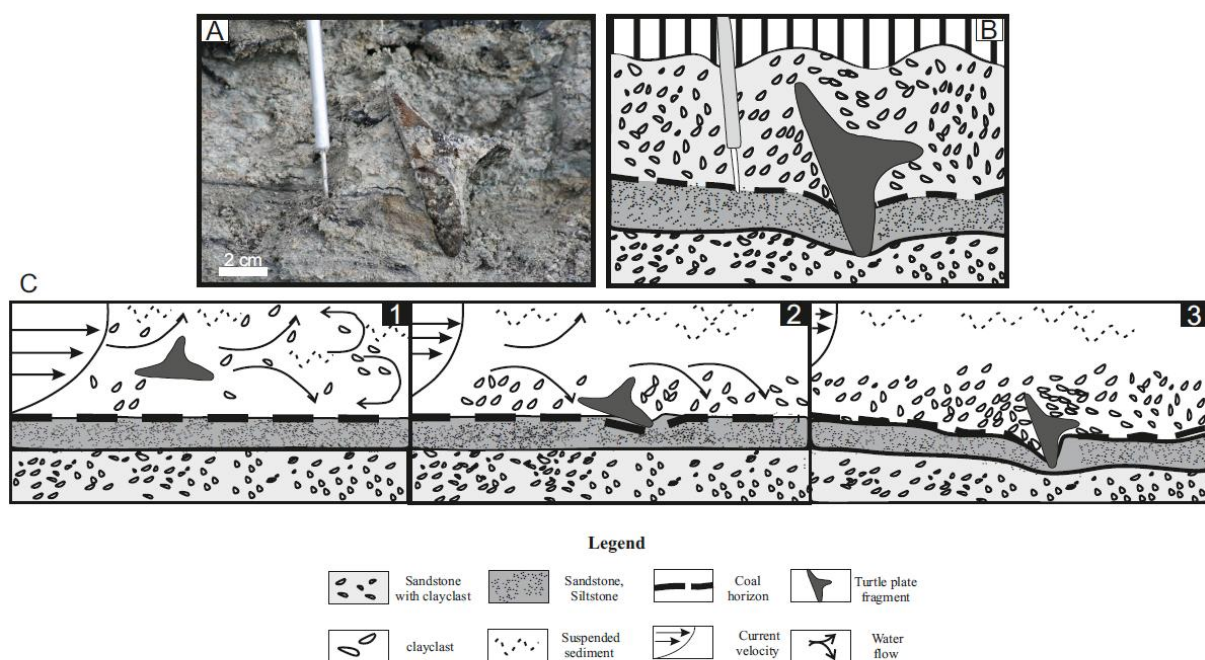 A
B
2 cm
C
1
2
3
Legend
Sandstone
with clayclast
Sandstone,
Siltstone
Coal
horizon
Turtle plate
fragment
clayclast
Suspended
sediment
Current
velocity
Water
flow